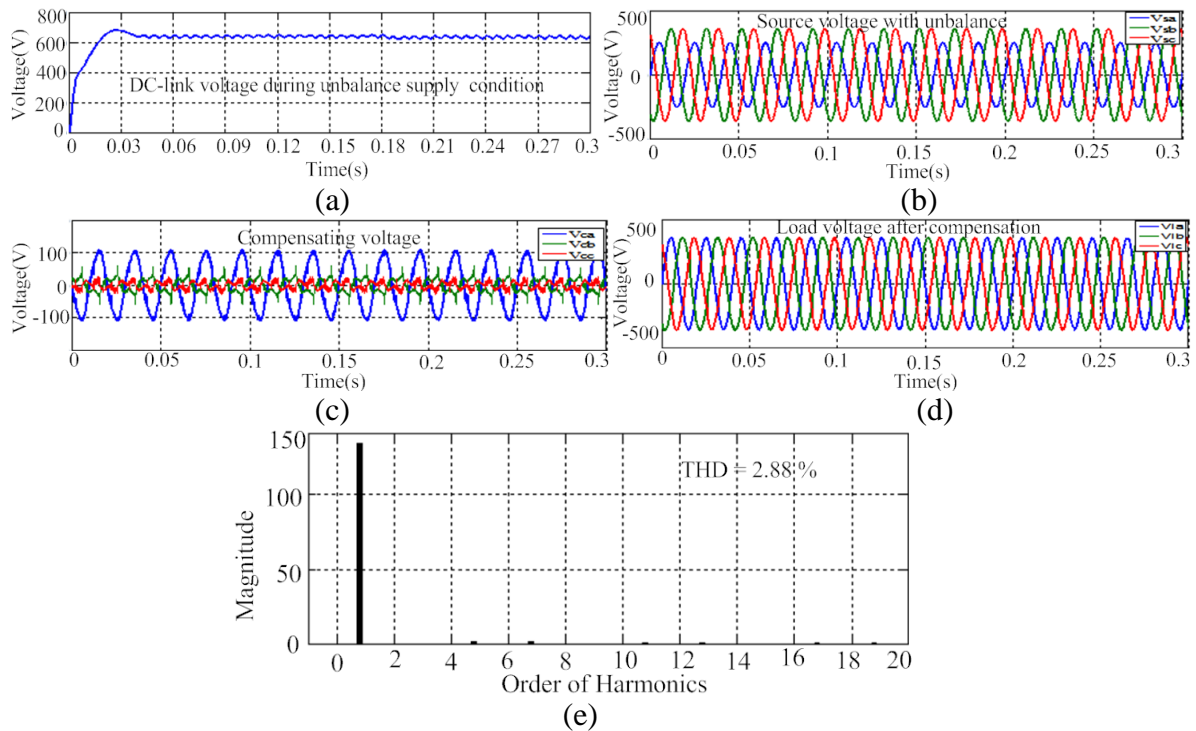 800
600
400
200
0
Voltage(V)
DC-link voltage during unbalance supply condition
0 0.03 0.06 0.09 0.12 0.15 0.18 0.21 0.24 0.27 0.3
Time(s)
(a)
500
0
-500
Voltage(V)
Source voltage with unbalance
Vsa
Vsb
Vsc
0 0.05 0.1 0.15 0.2 0.25 0.3
Time(s)
(b)
100
0
-100
Voltage(V)
Compensating voltage
Vca
Vcb
Vcc
0 0.05 0.1 0.15 0.2 0.25 0.3
Time(s)
(c)
500
0
-500
Voltage(V)
Load voltage after compensation
Vla
Vlb
Vlc
0 0.05 0.1 0.15 0.2 0.25 0.3
Time(s)
(d)
150
100
50
0
Magnitude
THD = 2.88 %
0 2 4 6 8 10 12 14 16 18 20
Order of Harmonics
(e)